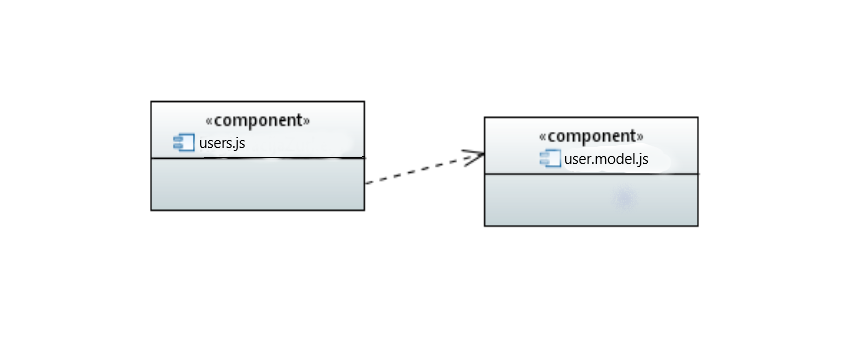 «component»
users.js
«component»
user.model.js